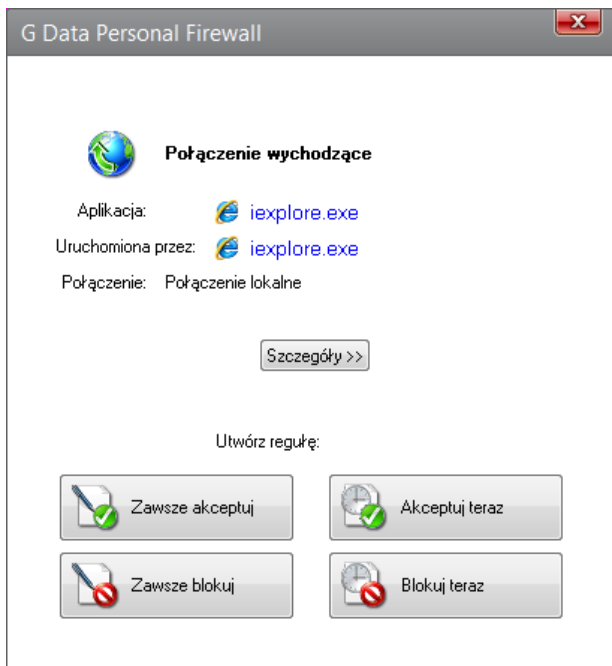 G Data Personal Firewall
Połączenie wychodzące
Aplikacja: iexplore.exe
Uruchomiona przez: iexplore.exe
Połączenie: Połączenie lokalne
Szczegóły >>
Utwórz regułę:
Zawsze akceptuj Akceptuj teraz
Zawsze blokuj Blokuj teraz